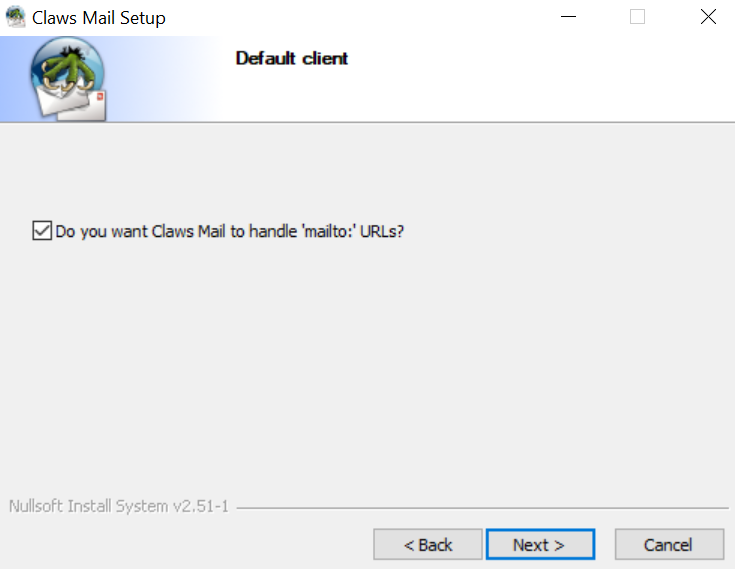 Claws Mail Setup
Default client
Do you want Claws Mail to handle 'mailto:' URLs?
Nullsoft Install System v2.51-1
< Back Next > Cancel